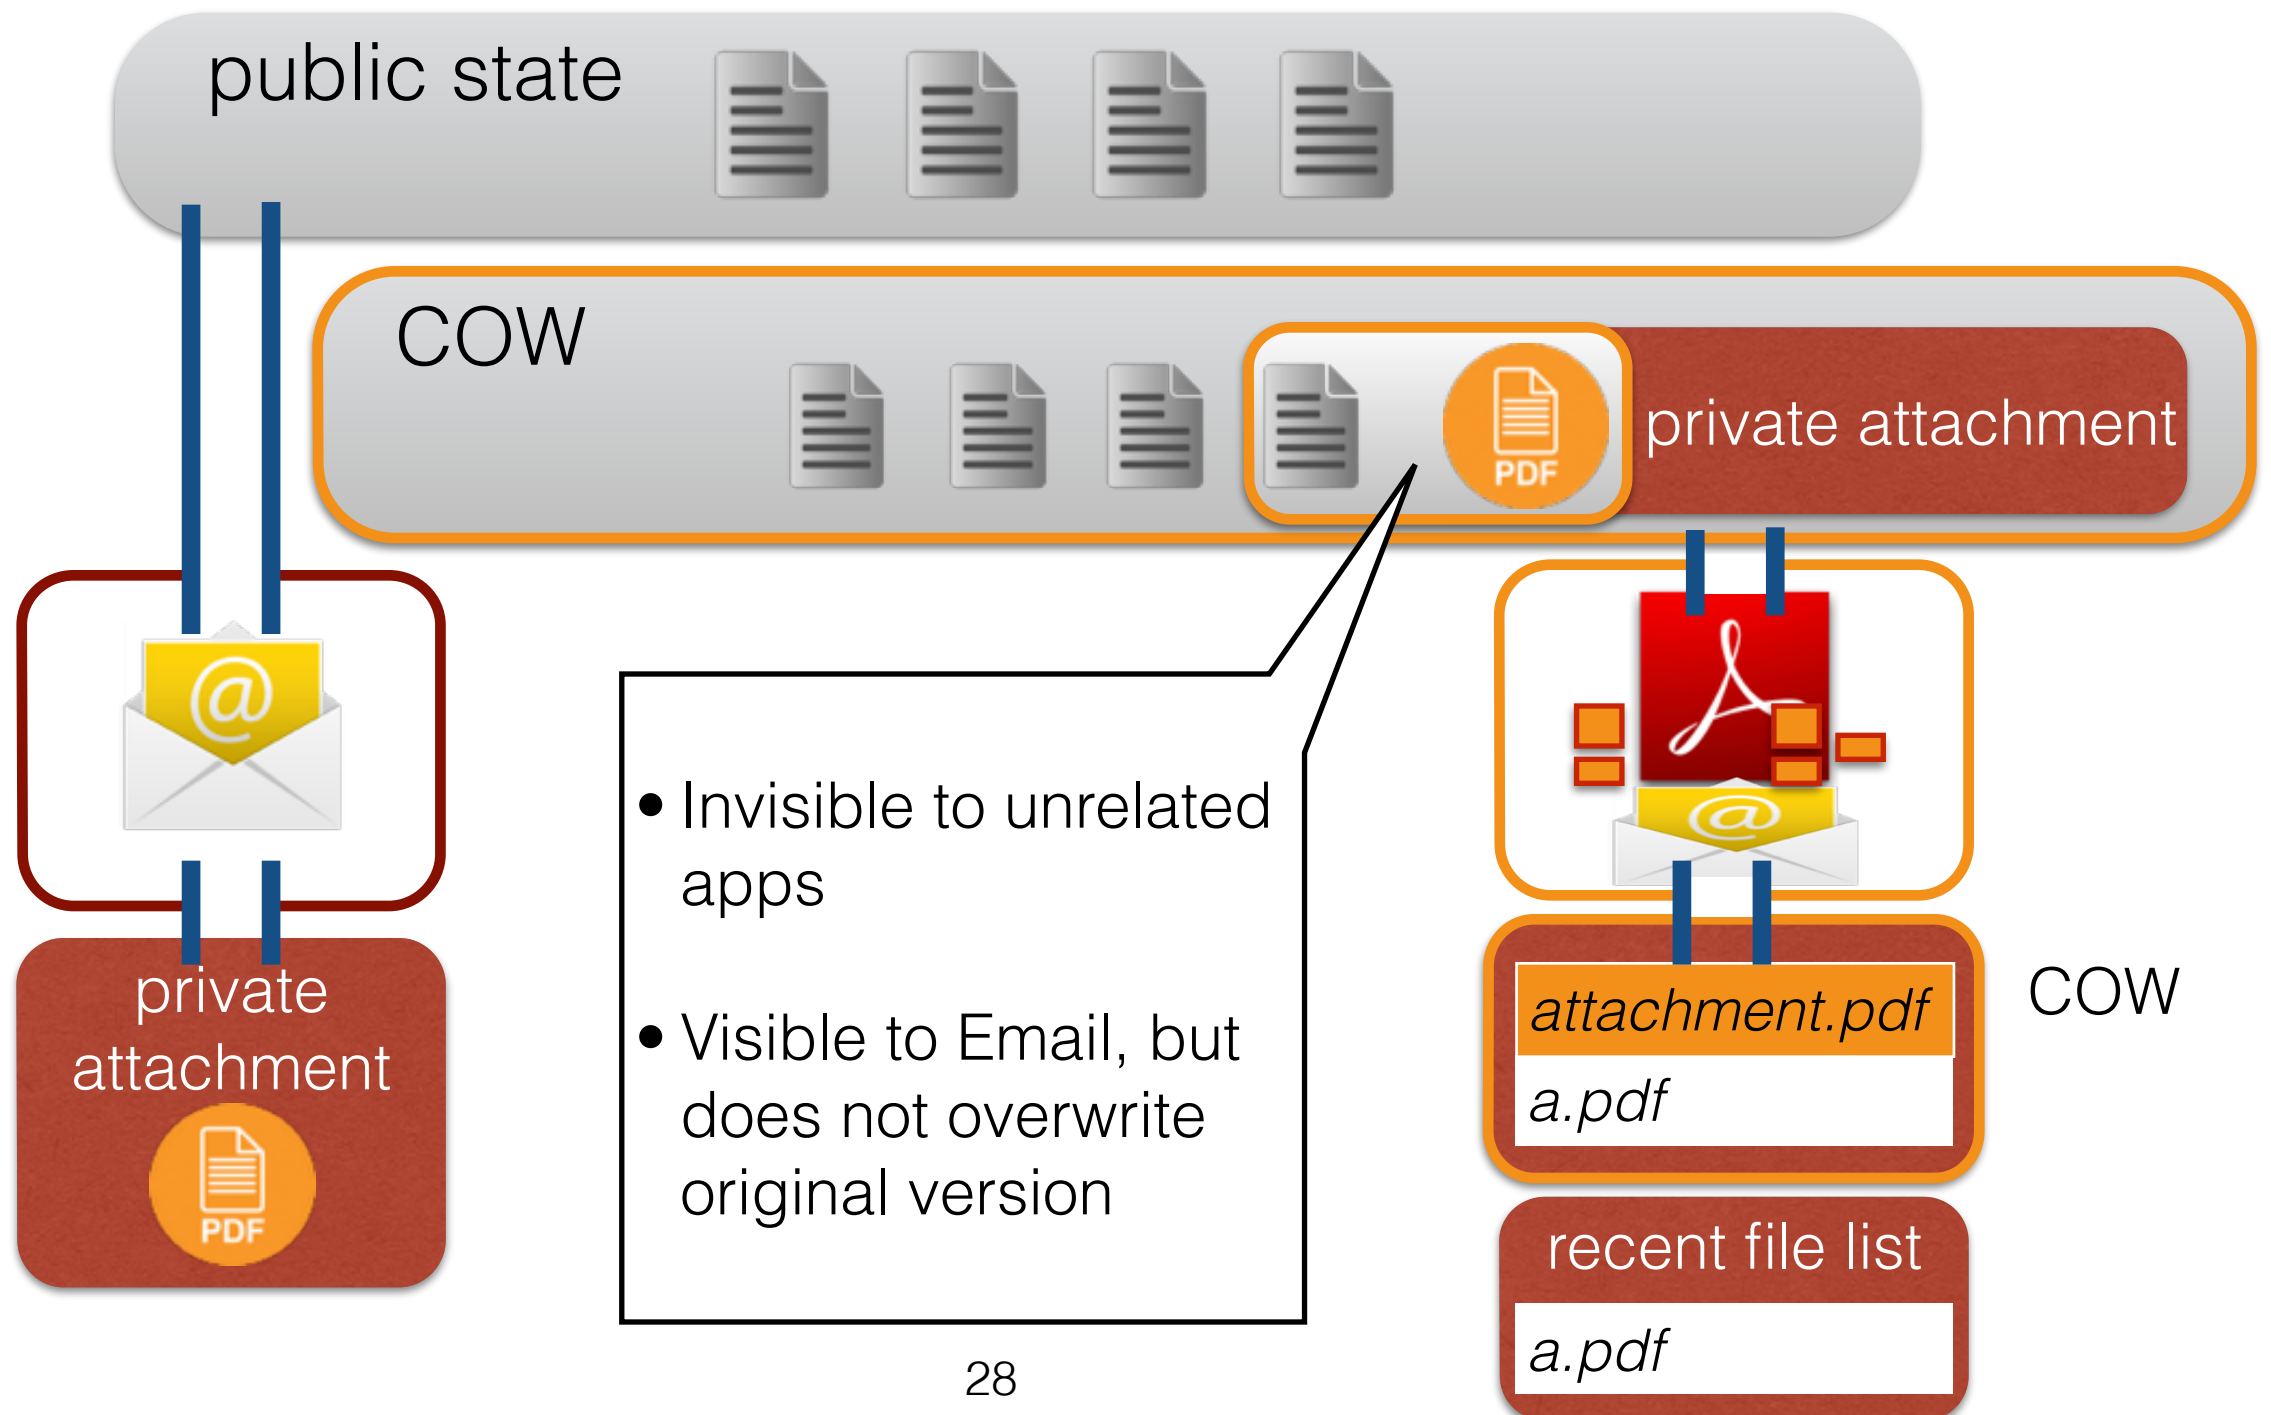 public state
COW
PDF
private attachment
@
@
• Invisible to unrelated
apps
• Visible to Email, but
does not overwrite
original version
private
attachment
PDF
attachment.pdf
a.pdf
COW
recent file list
a.pdf
28